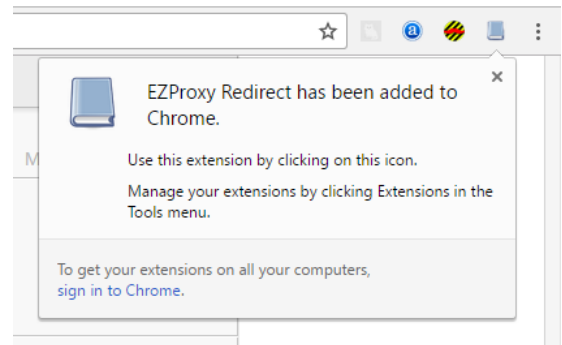 a
EZProxy Redirect has been added to
Chrome.
M
Use this extension by clicking on this icon.
Manage your extensions by clicking Extensions in the
Tools menu.
To get your extensions on all your computers,
sign in to Chrome.